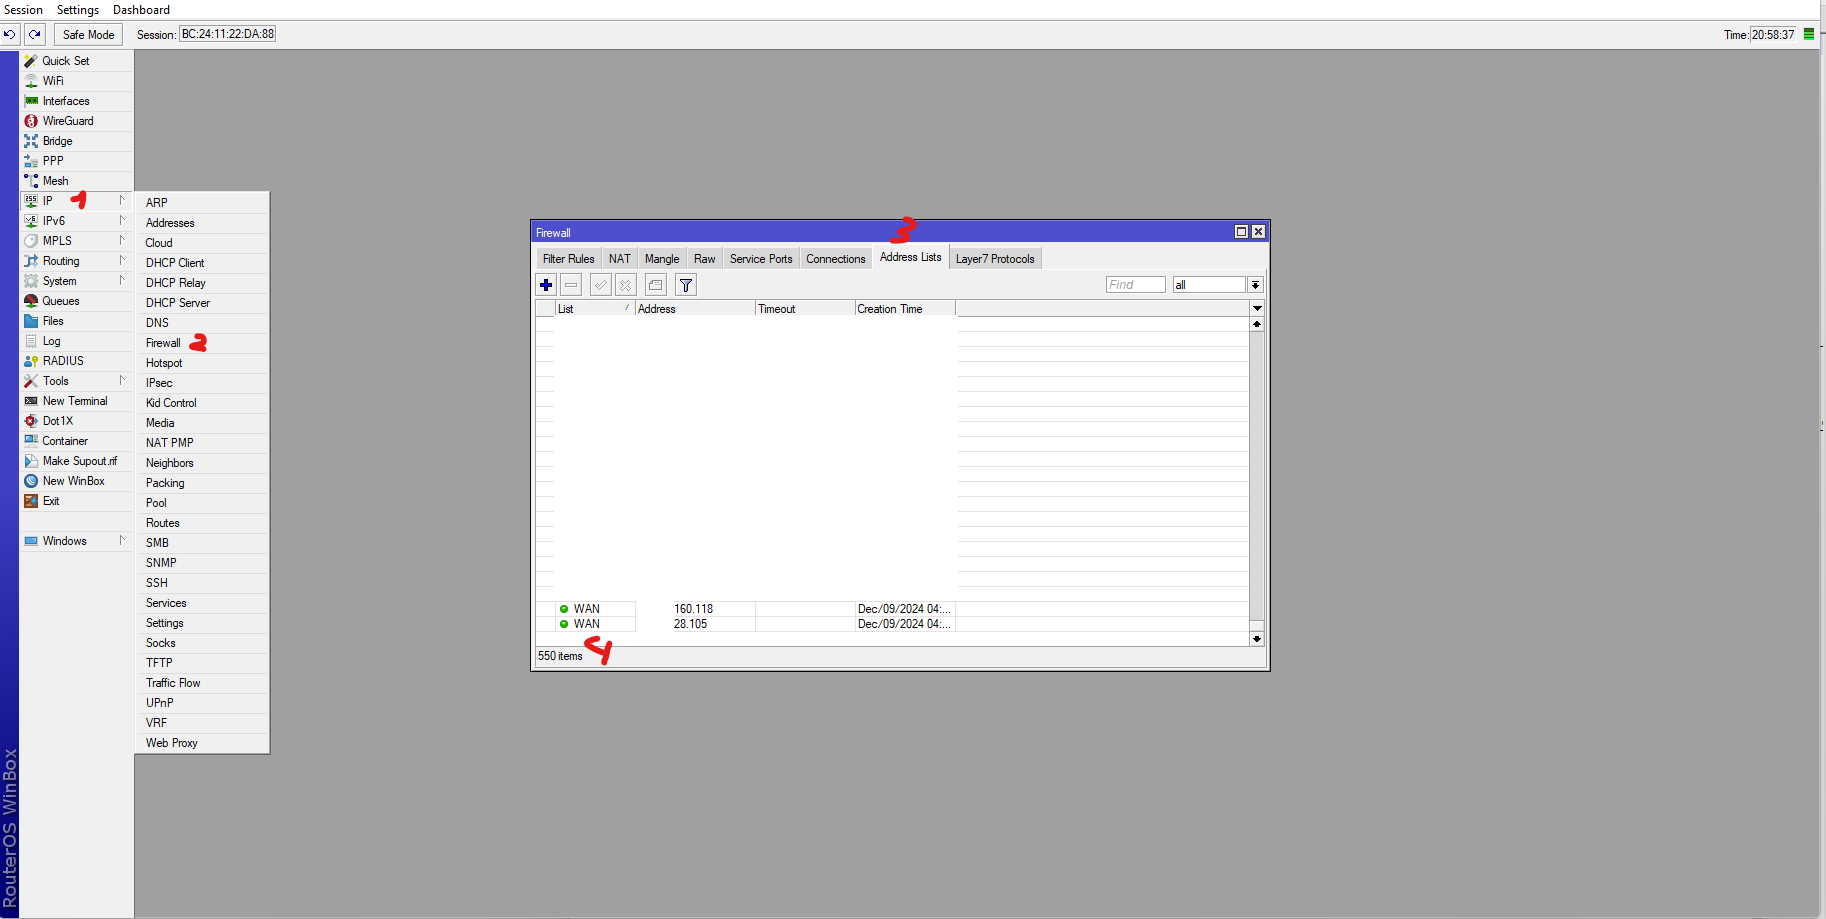 Session Settings Dashboard
Safe Mode Session: BC:24:11:22:DA:88 Time: 20:58:37
Quick Set
WiFi
Interfaces
WireGuard
Bridge
PPP
Mesh
IP 1
IPv6
MPLS
Routing
System
Queues
Files
Log
RADIUS
Tools
New Terminal
Dot1X
Container
Make Supout.rif
New WinBox
Exit
Windows
RouterOS WinBox
ARP
Addresses
Cloud
DHCP Client
DHCP Relay
DHCP Server
DNS
Firewall 2
Hotspot
IPsec
Kid Control
Media
NAT PMP
Neighbors
Packing
Pool
Routes
SMB
SNMP
SSH
Services
Settings
Socks
TFTP
Traffic Flow
UPnP
VRF
Web Proxy
Firewall 3
Filter Rules NAT Mangle Raw Service Ports Connections Address Lists Layer7 Protocols
Find all
List Address Timeout Creation Time
WAN 160.118 Dec/09/2024 04:...
WAN 28.105 Dec/09/2024 04:...
4
550 items